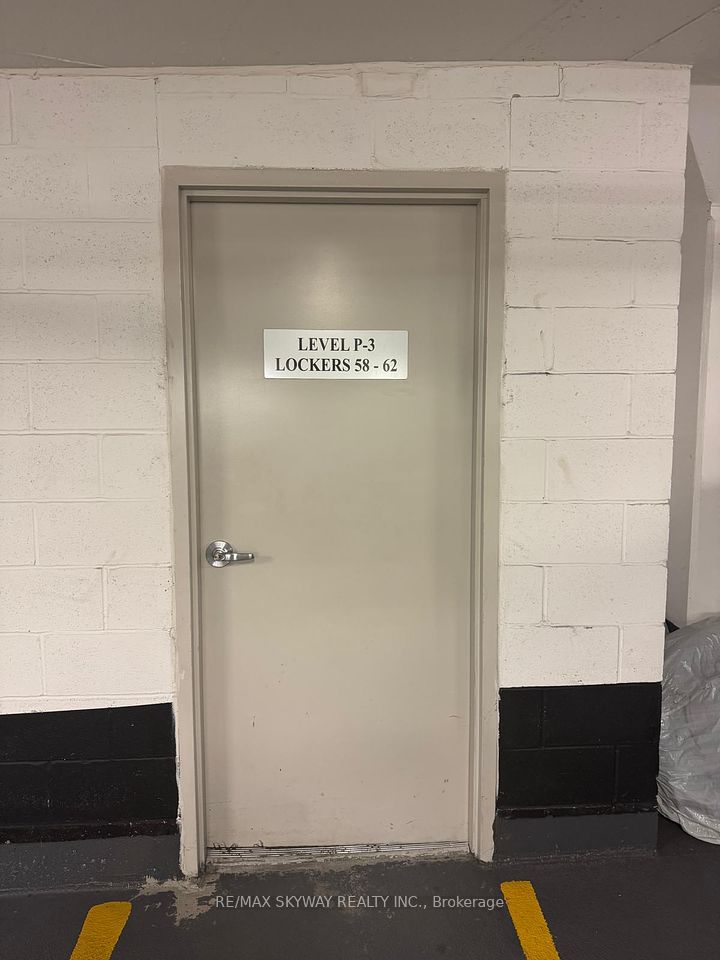 LEVEL P-3
LOCKERS 58 - 62
RE/MAX SKYWAY REALTY INC., Brokerage